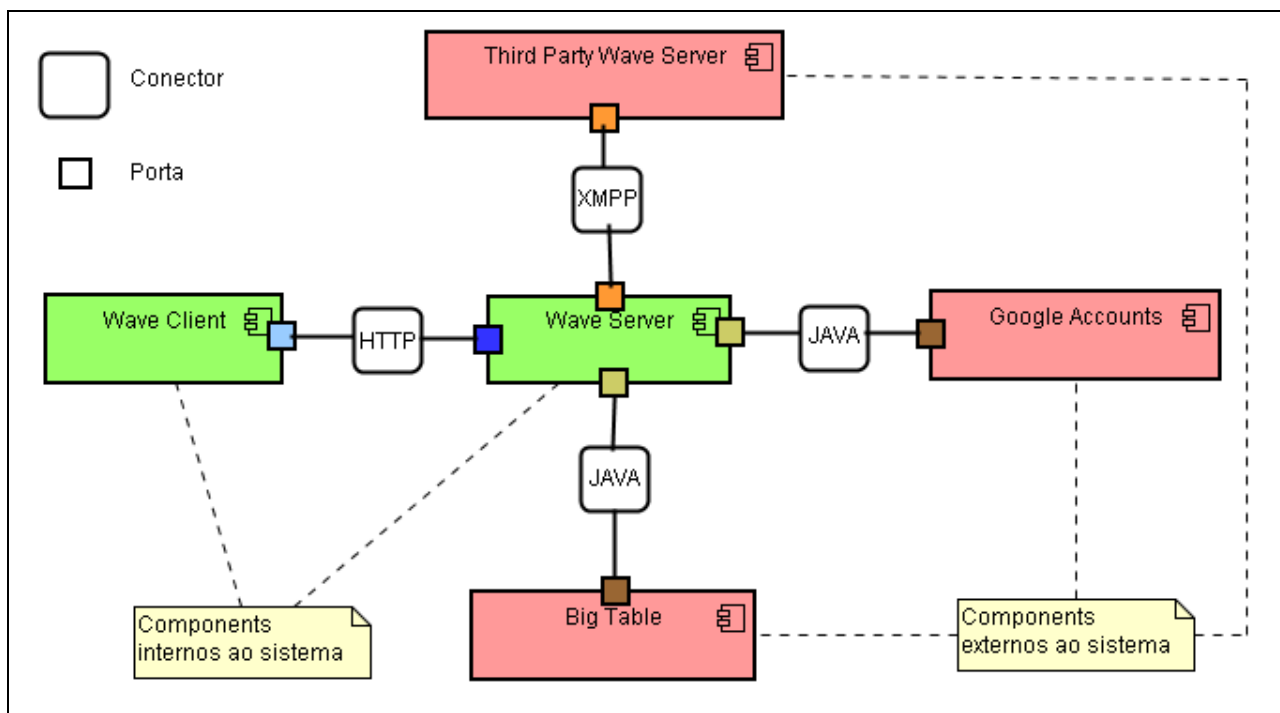 Third Party Wave Server
Conector
Porta
XMPP
Wave Client
HTTP
Wave Server
JAVA
Google Accounts
JAVA
Big Table
Components
internos ao sistema
Components
externos ao sistema